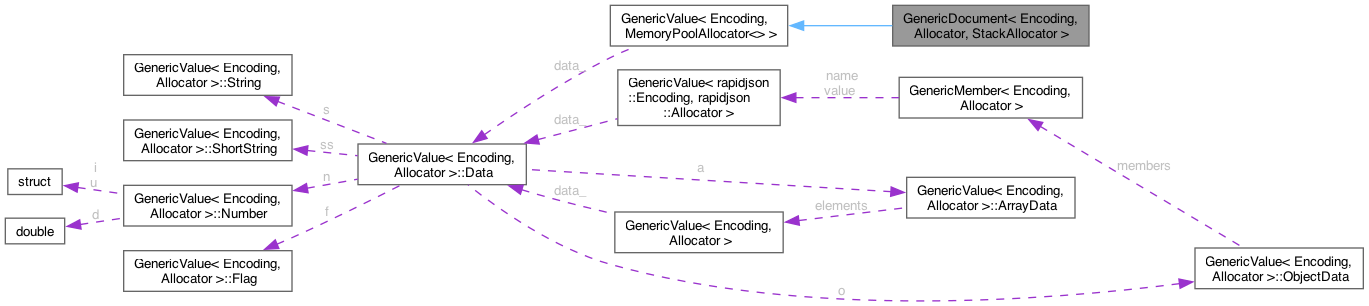 GenericValue< Encoding,
MemoryPoolAllocator<> >
GenericDocument< Encoding,
Allocator, StackAllocator >
data_
GenericValue< Encoding,
Allocator >::String
s
GenericValue< rapidjson
::Encoding, rapidjson
::Allocator >
name
value
GenericMember< Encoding,
Allocator >
data_
GenericValue< Encoding,
Allocator >::ShortString
ss
GenericValue< Encoding,
Allocator >::Data
a
members
struct
i
u
n
GenericValue< Encoding,
Allocator >::Number
data_
elements
GenericValue< Encoding,
Allocator >::ArrayData
double
d
f
GenericValue< Encoding,
Allocator >
GenericValue< Encoding,
Allocator >::Flag
o
GenericValue< Encoding,
Allocator >::ObjectData